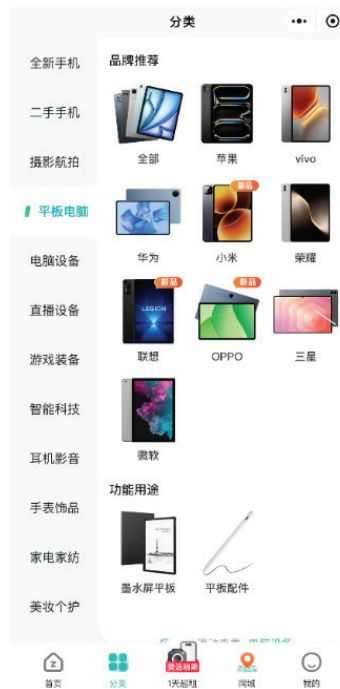 分类
全新手机
二手手机
摄影航拍
平板电脑
电脑设备
直播设备
游戏装备
智能科技
耳机影音
手表饰品
家电家纺
美妆个护
品牌推荐
全部
苹果
vivo
华为
新品
小米
荣耀
新品
LEGION
联想
新品
OPPO
三星
微软
功能用途
墨水屏平板
平板配件
首页
分类
灵活租期
1天起租
同城
我的